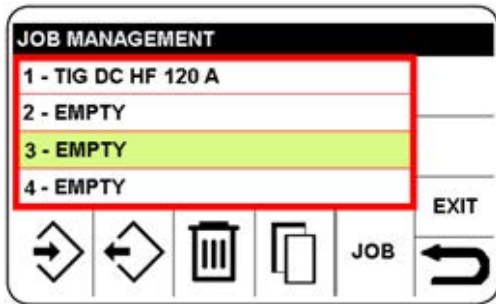 JOB MANAGEMENT
1 - TIG DC HF 120 A
2 - EMPTY
3 - EMPTY
4 - EMPTY
EXIT
JOB